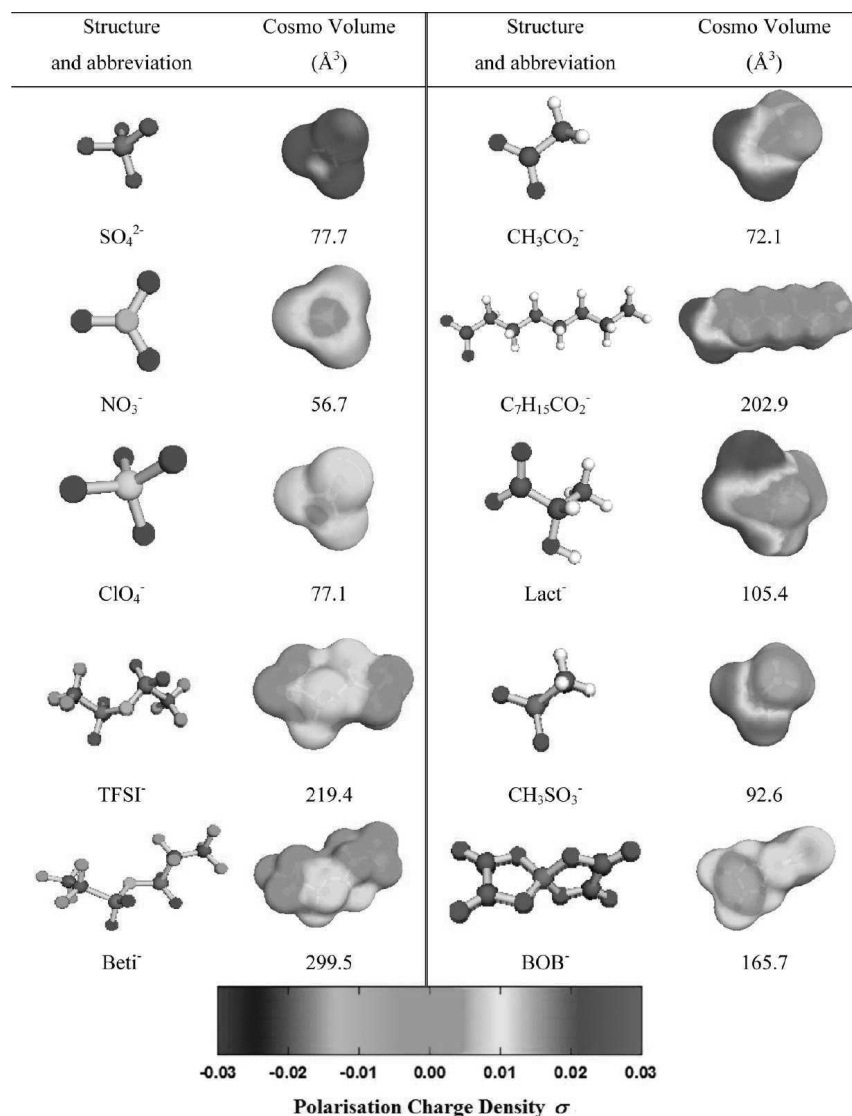 Structure Cosmo Volume Structure Cosmo Volume
and abbreviation (Å³) and abbreviation (Å³)
SO₄²⁻ 77.7 CH₃CO₂⁻ 72.1
NO₃⁻ 56.7 C₇H₁₅CO₂⁻ 202.9
ClO₄⁻ 77.1 Lact⁻ 105.4
TFSI⁻ 219.4 CH₃SO₃⁻ 92.6
Beti⁻ 299.5 BOB⁻ 165.7
-0.03 -0.02 -0.01 0.00 0.01 0.02 0.03
Polarisation Charge Density σ